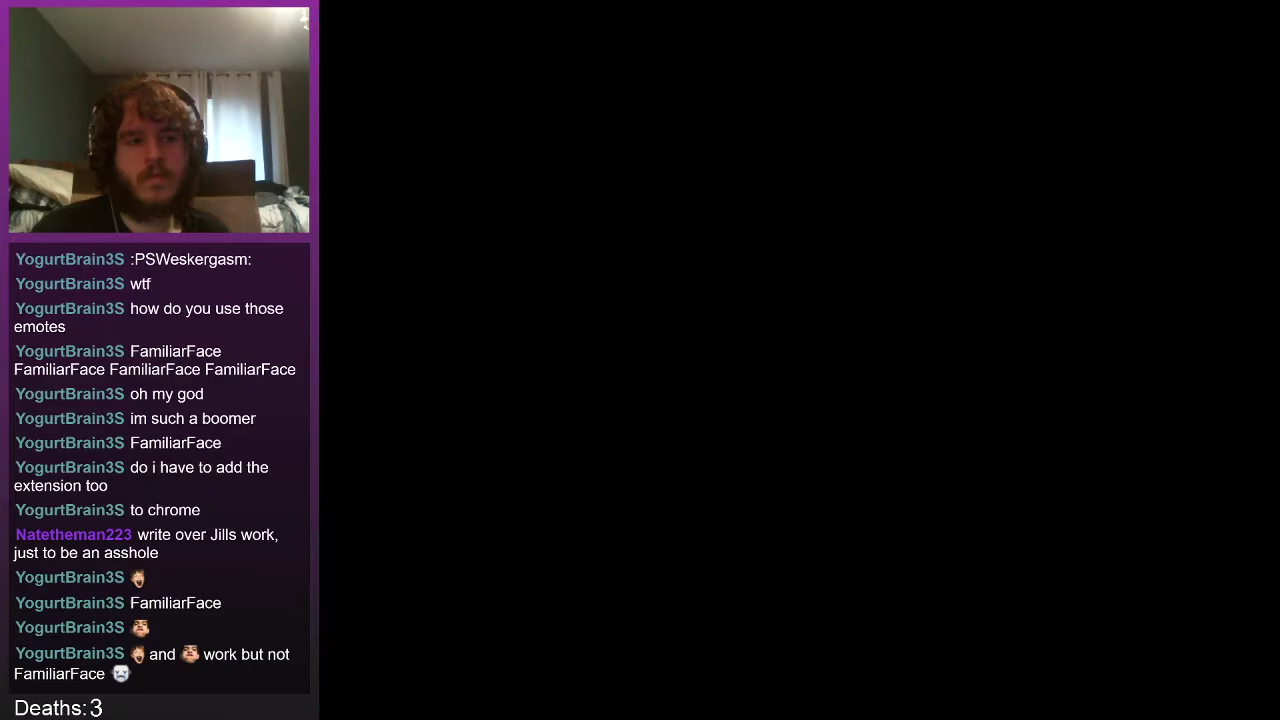 YogurtBrain3S :PSWeskergasm:
YogurtBrain3S wtf
YogurtBrain3S how do you use those
emotes
YogurtBrain3S FamiliarFace
FamiliarFace FamiliarFace FamiliarFace
YogurtBrain3S oh my god
YogurtBrain3S im such a boomer
YogurtBrain3S FamiliarFace
YogurtBrain3S do i have to add the
extension too
YogurtBrain3S to chrome
Natetheman223 write over Jills work,
just to be an asshole
YogurtBrain3S
YogurtBrain3S FamiliarFace
YogurtBrain3S
YogurtBrain3S and work but not
FamiliarFace
Deaths:3